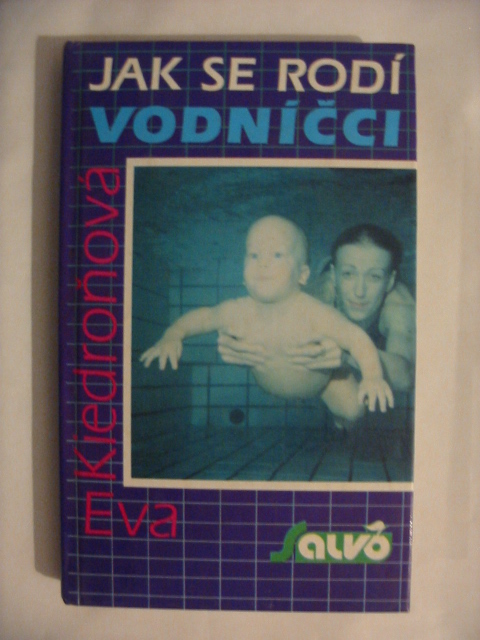 JAK SE RODÍ
VODNÍČCI
Eva Kiedroňová
Salvo